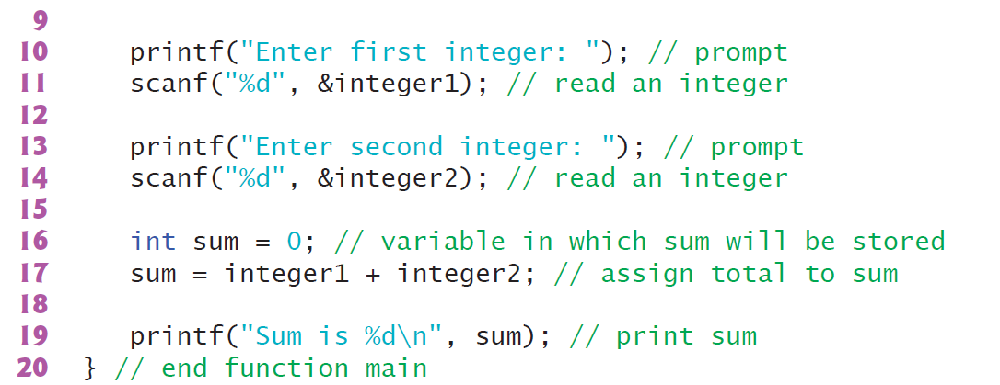 9
10 printf("Enter first integer: "); // prompt
11 scanf("%d", &integer1); // read an integer
12
13 printf("Enter second integer: "); // prompt
14 scanf("%d", &integer2); // read an integer
15
16 int sum = 0; // variable in which sum will be stored
17 sum = integer1 + integer2; // assign total to sum
18
19 printf("Sum is %d\n", sum); // print sum
20 } // end function main